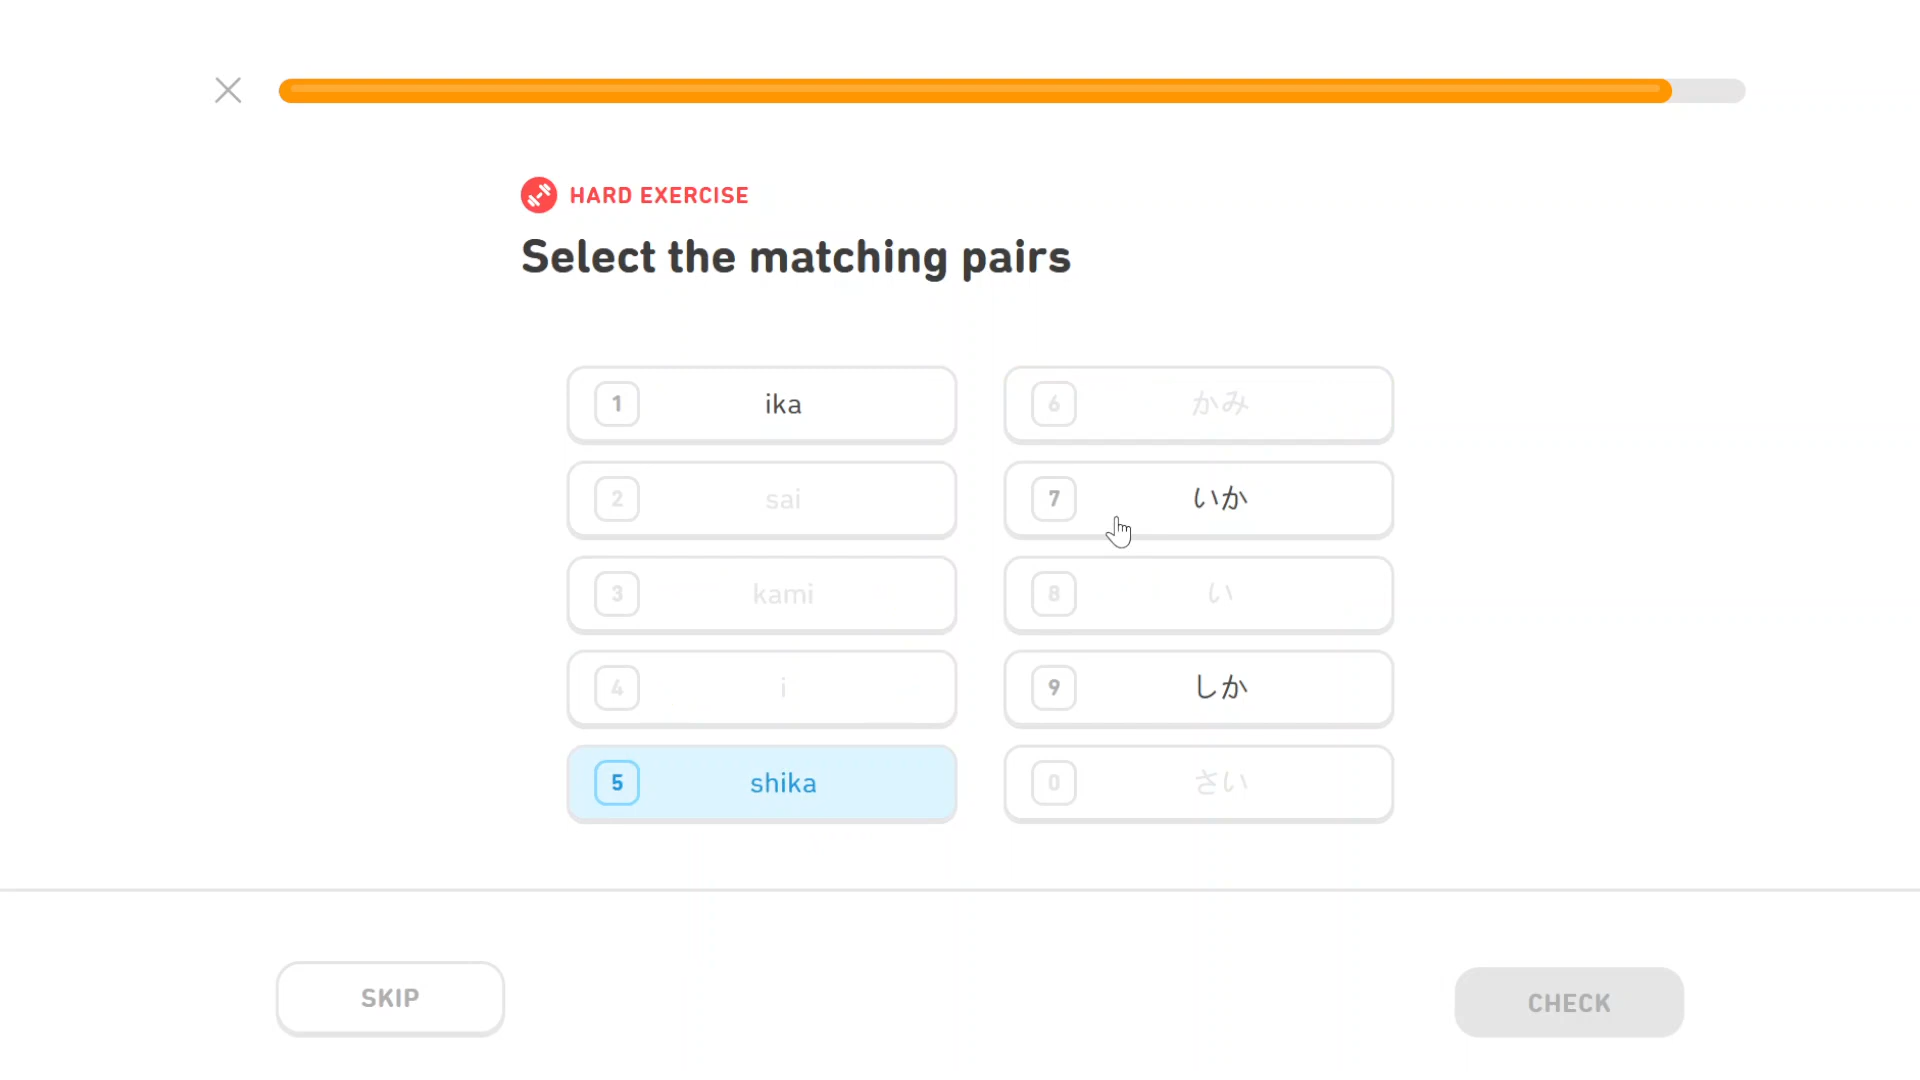 HARD EXERCISE
Select the matching pairs
1 ika
6 かみ
2 sai
7 いか
3 kami
8 い
4 i
9 しか
5 shika
0 さい
SKIP
CHECK